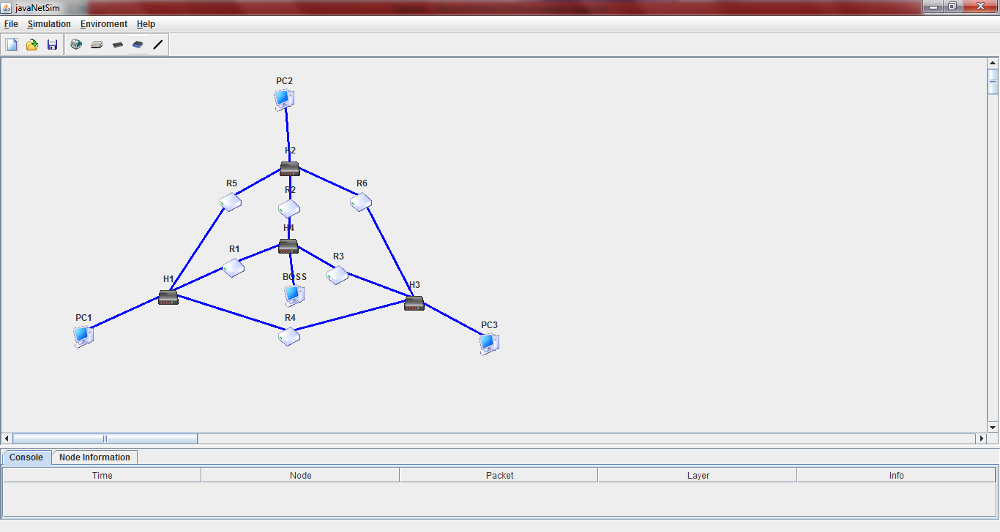 javaNetSim
File Simulation Enviroment Help
PC2
H2
R5
R6
R2
H4
R1
R3
H1
BOSS
H3
PC1
R4
PC3
Console Node Information
Time Node Packet Layer Info